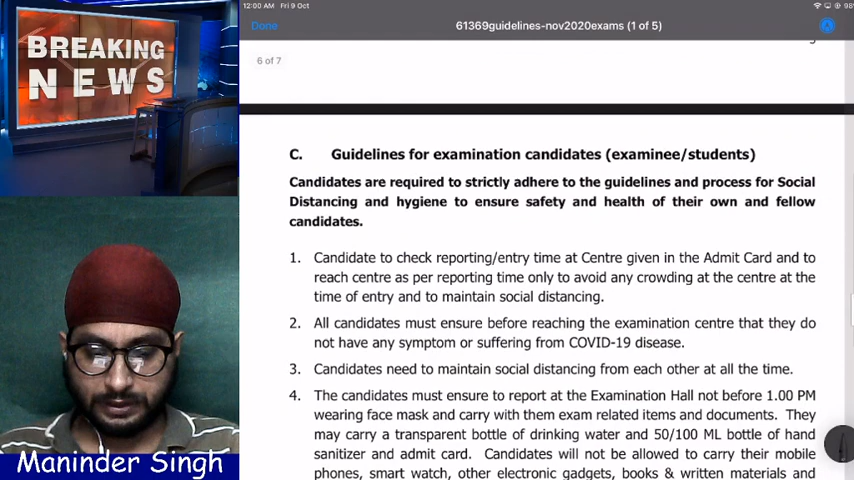 BREAKING
NEWS
Maninder Singh
12:00 AM Fri 9 Oct
98%
Done
61369guidelines-nov2020exams (1 of 5)
6 of 7
C. Guidelines for examination candidates (examinee/students)
Candidates are required to strictly adhere to the guidelines and process for Social
Distancing and hygiene to ensure safety and health of their own and fellow
candidates.
1. Candidate to check reporting/entry time at Centre given in the Admit Card and to
reach centre as per reporting time only to avoid any crowding at the centre at the
time of entry and to maintain social distancing.
2. All candidates must ensure before reaching the examination centre that they do
not have any symptom or suffering from COVID-19 disease.
3. Candidates need to maintain social distancing from each other at all the time.
4. The candidates must ensure to report at the Examination Hall not before 1.00 PM
wearing face mask and carry with them exam related items and documents. They
may carry a transparent bottle of drinking water and 50/100 ML bottle of hand
sanitizer and admit card. Candidates will not be allowed to carry their mobile
phones, smart watch, other electronic gadgets, books & written materials and